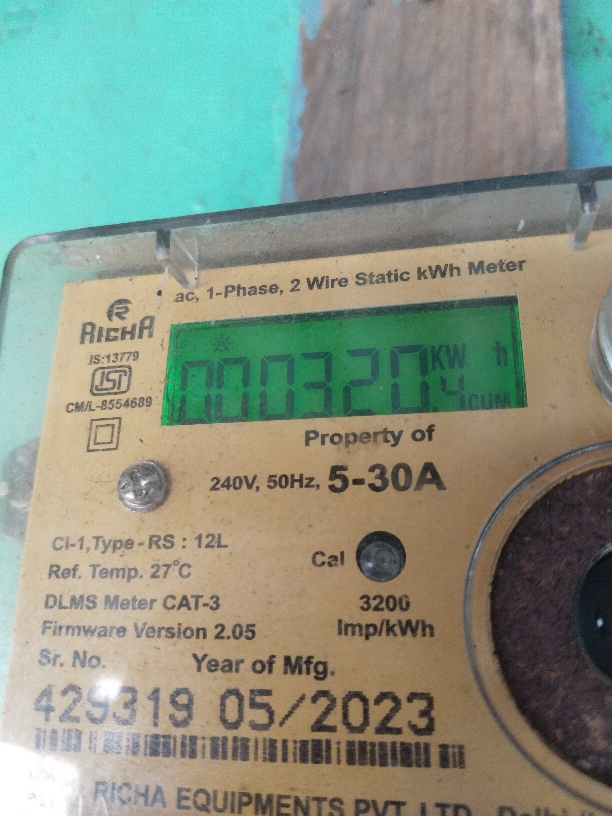 ac, 1-Phase, 2 Wire Static kWh Meter
R
RICHA
IS:13779
ISI
CM/L-8554689
000320.4 KW h
CUM
Property of
240V, 50Hz, 5-30A
Cl-1,Type-RS : 12L
Ref. Temp. 27°C
DLMS Meter CAT-3
Firmware Version 2.05
Cal
3200
Imp/kWh
Sr. No. Year of Mfg.
429319 05/2023
RICHA EQUIPMENTS PVT. LTD